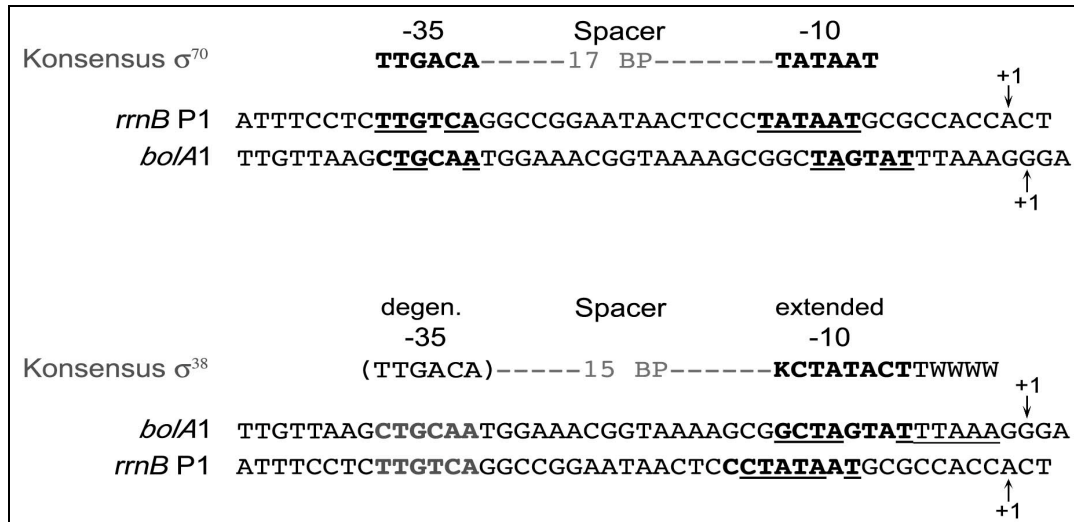 -35 Spacer -10
Konsensus σ⁷⁰ TTGACA-----17 BP-------TATAAT
+1
rrnB P1 ATTTCCTCTTGTCAGGCCGGAATAACTCCCTATAATGCGCCACCACT
bolA1 TTGTTAAGCTGCAATGGAAACGGTAAAAGCGGCTAGTATTTAAAGGGA
+1
degen. Spacer extended
-35 -10
Konsensus σ³⁸ (TTGACA)-----15 BP------KCTATACTTWWWW
+1
bolA1 TTGTTAAGCTGCAATGGAAACGGTAAAAGCGGCTAGTATTTAAAGGGA
rrnB P1 ATTTCCTCTTGTCAGGCCGGAATAACTCCCTATAATGCGCCACCACT
+1